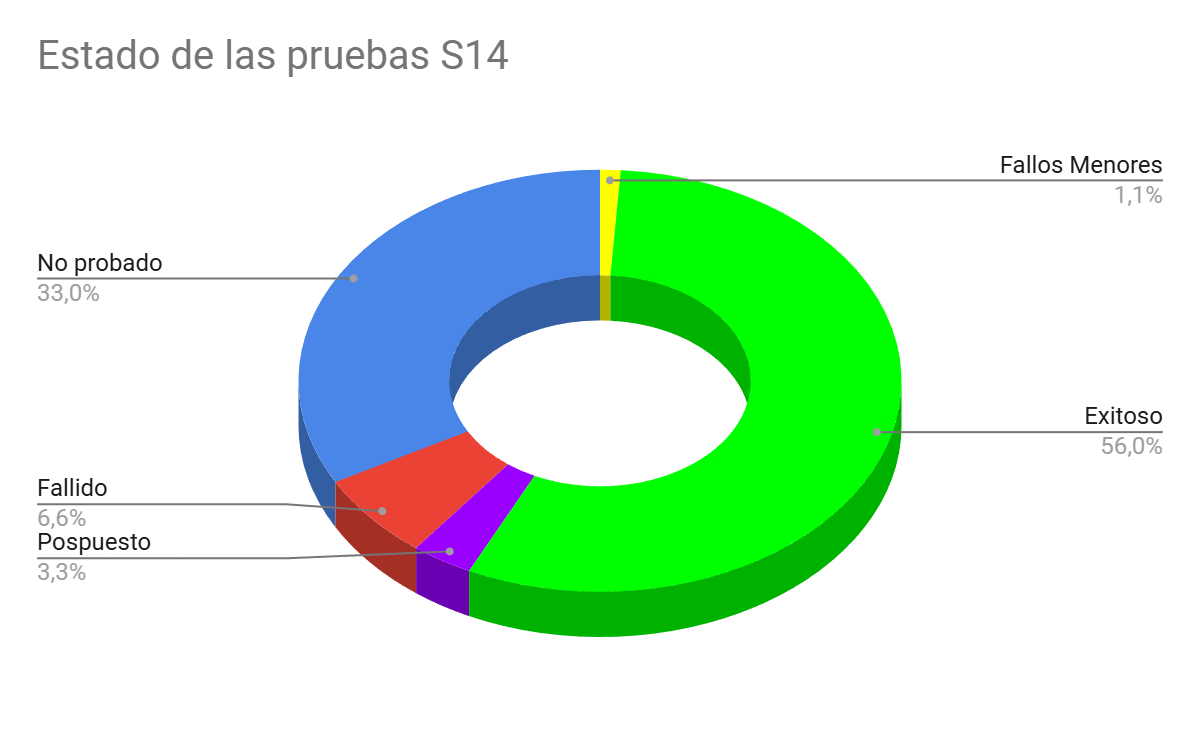 Estado de las pruebas S14
Fallos Menores
1,1%
No probado
33,0%
Exitoso
56,0%
Fallido
6,6%
Pospuesto
3,3%